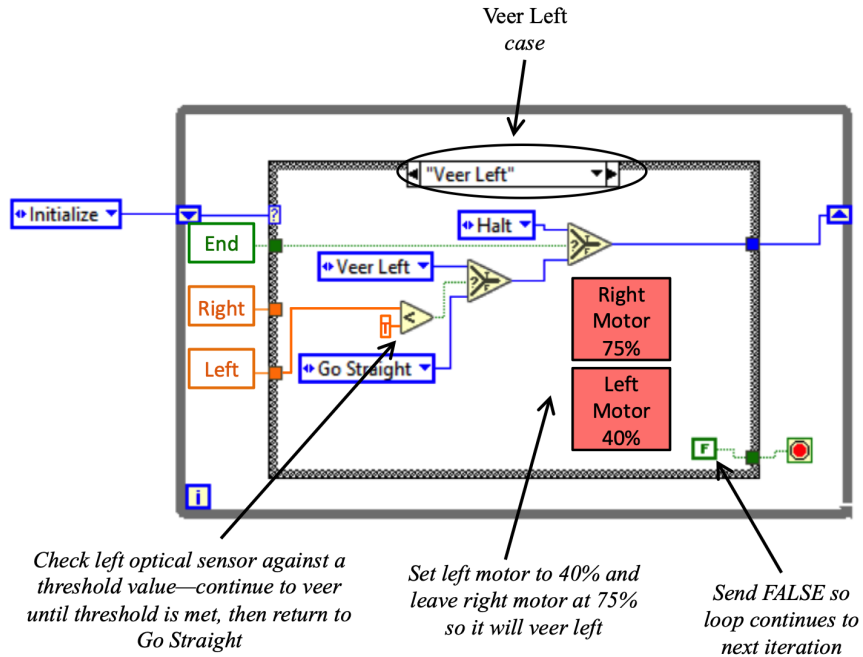 Veer Left
case
"Veer Left"
Initialize
?
Halt
End
?
T
F
Veer Left
T
?
F
Right
<
T
Right
Motor
75%
Left
Go Straight
Left
Motor
40%
F
i
Check left optical sensor against a
threshold value—continue to veer
until threshold is met, then return to
Go Straight
Set left motor to 40% and
leave right motor at 75%
so it will veer left
Send FALSE so
loop continues to
next iteration